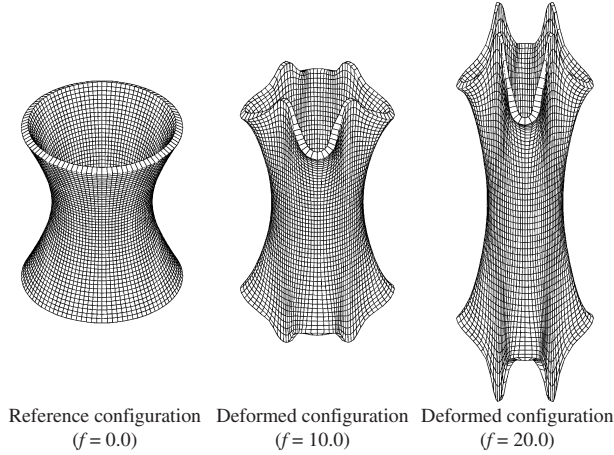 Reference configuration
(f = 0.0)
Deformed configuration
(f = 10.0)
Deformed configuration
(f = 20.0)